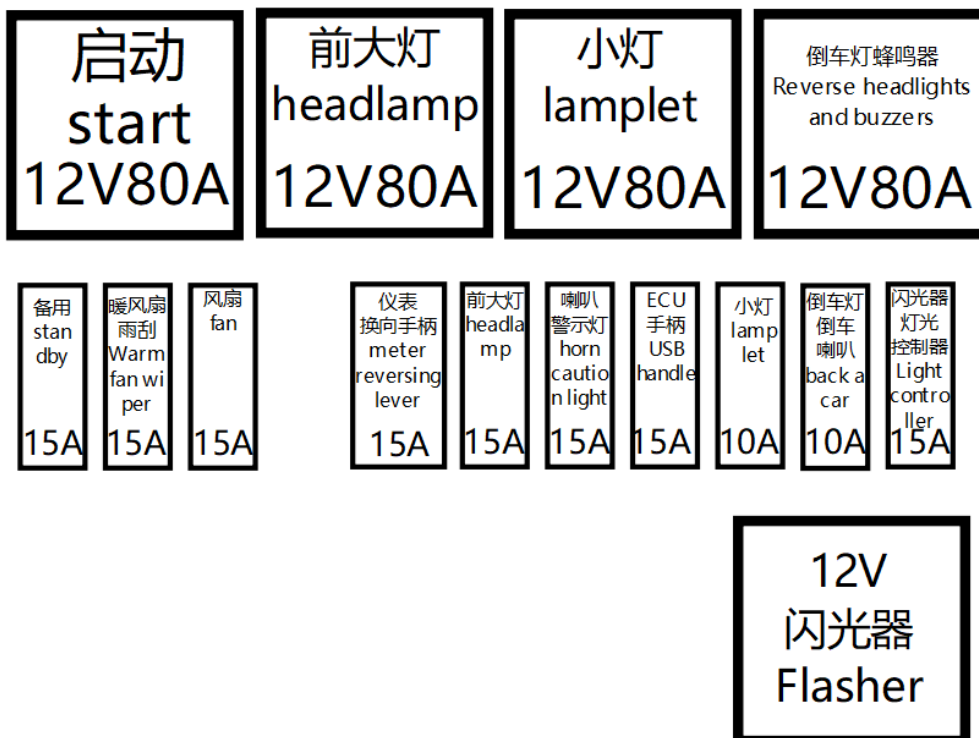 启动
start
12V80A
前大灯
headlamp
12V80A
小灯
lamplet
12V80A
倒车灯蜂鸣器
Reverse headlights
and buzzers
12V80A
备用
stan
dby
15A
暖风扇
雨刮
Warm
fan wi
per
15A
风扇
fan
15A
仪表
换向手柄
meter
reversing
lever
15A
前大灯
headla
mp
15A
喇叭
警示灯
horn
cautio
n light
15A
ECU
手柄
USB
handle
15A
小灯
lamp
let
10A
倒车灯
倒车
喇叭
back a
car
10A
闪光器
灯光
控制器
Light
contro
ller
15A
12V
闪光器
Flasher